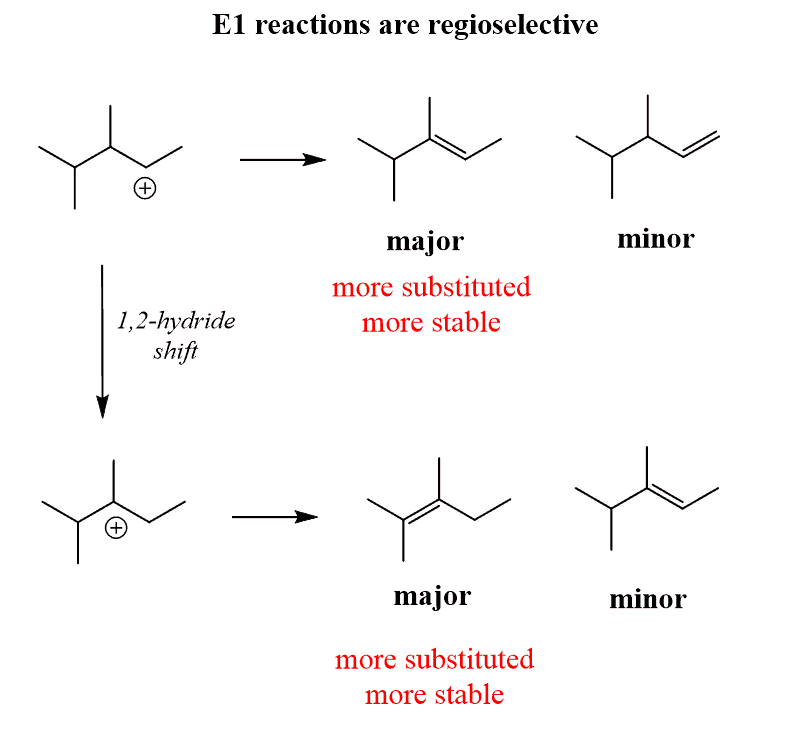 E1 reactions are regioselective
major
minor
more substituted
more stable
1,2-hydride
shift
major
minor
more substituted
more stable